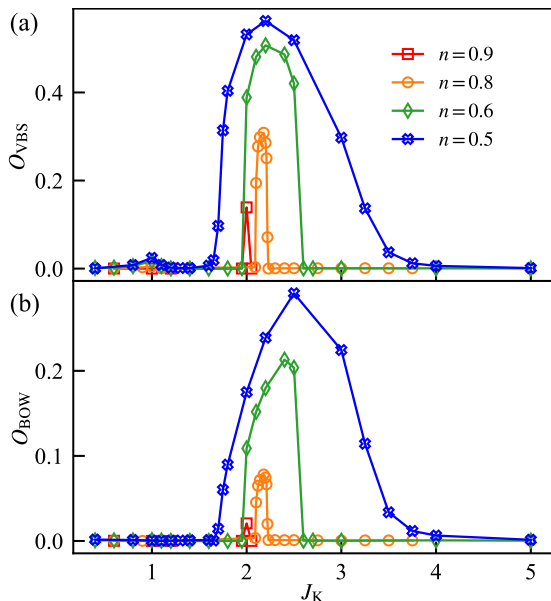 (a)
O_VBS
0.4
0.2
0.0
n = 0.9
n = 0.8
n = 0.6
n = 0.5
(b)
O_BOW
0.2
0.1
0.0
1 2 3 4 5
J_K